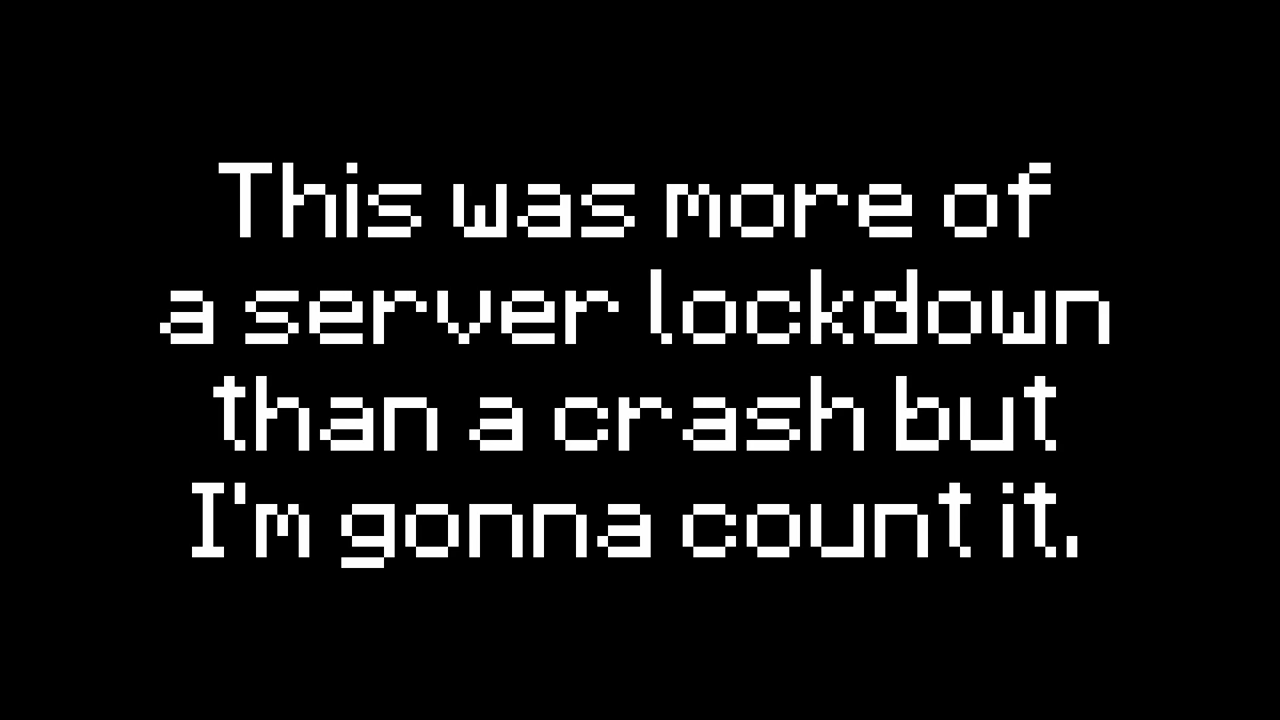 This was more of
a server lockdown
than a crash but
I'm gonna count it.